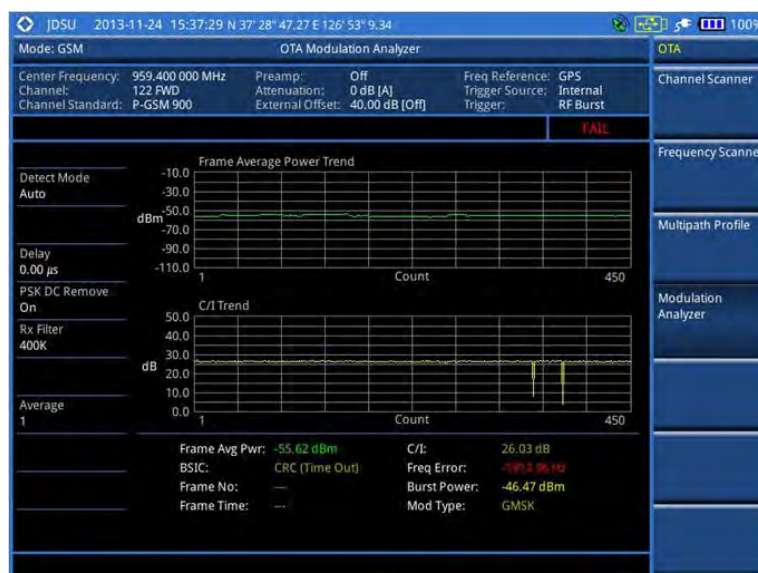 JDSU 2013-11-24 15:37:29 N 37° 28" 47.27 E 126° 53" 9.34 100%
Mode: GSM OTA Modulation Analyzer OTA
Center Frequency: 959.400 000 MHz Preamp: Off Freq Reference: GPS
Channel: 122 FWD Attenuation: 0 dB [A] Trigger Source: Internal
Channel Standard: P-GSM 900 External Offset: 40.00 dB [Off] Trigger: RF Burst
FAIL
Channel Scanner
Frequency Scanne
Multipath Profile
Modulation
Analyzer
Detect Mode
Auto
Delay
0.00 µs
PSK DC Remove
On
Rx Filter
400K
Average
1
Frame Average Power Trend
-10.0
-30.0
dBm -50.0
-70.0
-90.0
-110.0
1 Count 450
C/I Trend
50.0
40.0
30.0
dB
20.0
10.0
0.0
1 Count 450
Frame Avg Pwr: -55.62 dBm C/I: 26.03 dB
BSIC: CRC (Time Out) Freq Error: Hz
Frame No: --- Burst Power: -46.47 dBm
Frame Time: --- Mod Type: GMSK